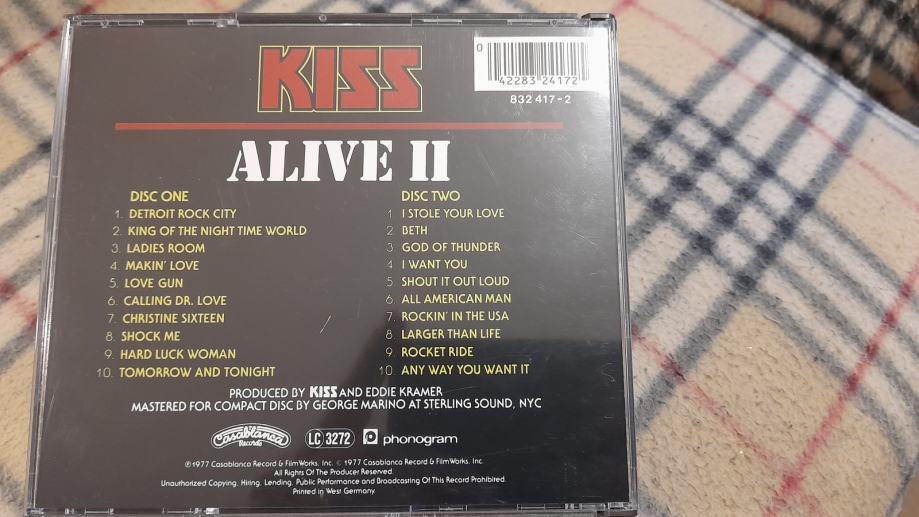 KISS
0
42283 24172
832 417-2
ALIVE II
DISC ONE
1. DETROIT ROCK CITY
2. KING OF THE NIGHT TIME WORLD
3. LADIES ROOM
4. MAKIN' LOVE
5. LOVE GUN
6. CALLING DR. LOVE
7. CHRISTINE SIXTEEN
8. SHOCK ME
9. HARD LUCK WOMAN
10. TOMORROW AND TONIGHT
DISC TWO
1 I STOLE YOUR LOVE
2. BETH
3. GOD OF THUNDER
4 I WANT YOU
5. SHOUT IT OUT LOUD
6. ALL AMERICAN MAN
7. ROCKIN' IN THE USA
8. LARGER THAN LIFE
9. ROCKET RIDE
10. ANY WAY YOU WANT IT
PRODUCED BY KISS AND EDDIE KRAMER
MASTERED FOR COMPACT DISC BY GEORGE MARINO AT STERLING SOUND, NYC
Casablanca Records LC 3272 phonogram
℗ 1977 Casablanca Record & FilmWorks, Inc. © 1977 Casablanca Record & FilmWorks, Inc.
All Rights Of The Producer Reserved.
Unauthorized Copying, Hiring, Lending, Public Performance and Broadcasting Of This Record Prohibited.
Printed in West Germany.